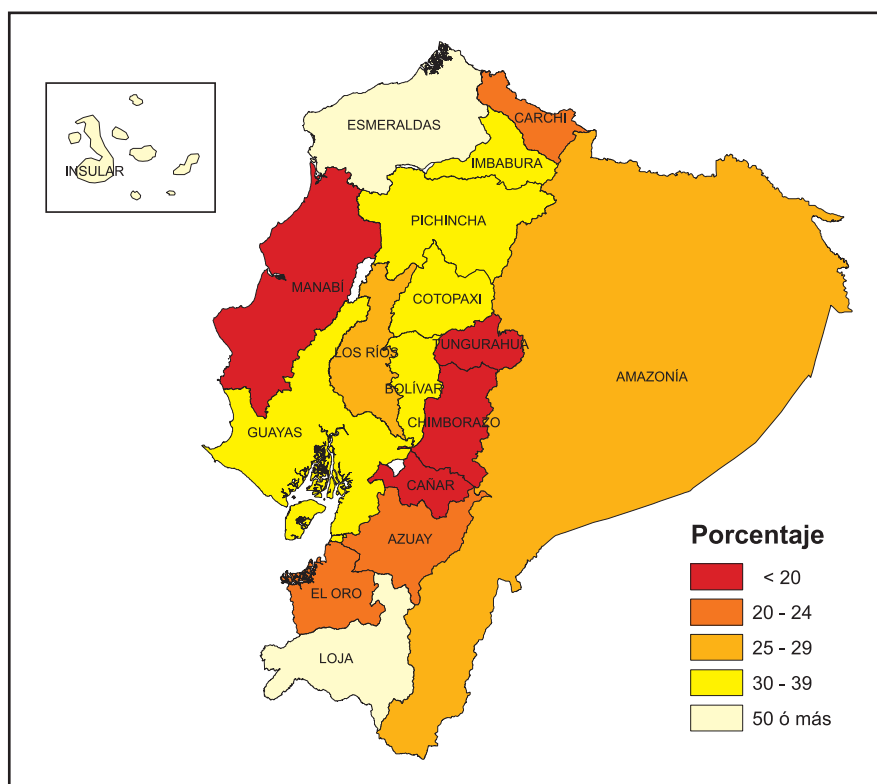 ESMERALDAS
CARCHI
IMBABURA
INSULAR
PICHINCHA
MANABÍ
COTOPAXI
TUNGURAHUA
LOS RÍOS
AMAZONÍA
BOLÍVAR
CHIMBORAZO
GUAYAS
CAÑAR
AZUAY
EL ORO
LOJA
Porcentaje
< 20
20 - 24
25 - 29
30 - 39
50 ó más